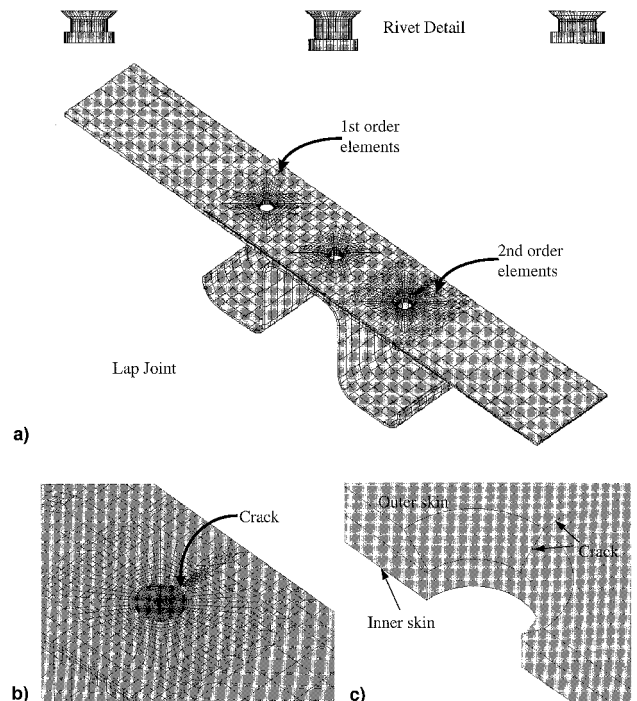 Rivet Detail
1st order
elements
2nd order
elements
Lap Joint
a)
Crack
Outer skin
Crack
Inner skin
b)
c)